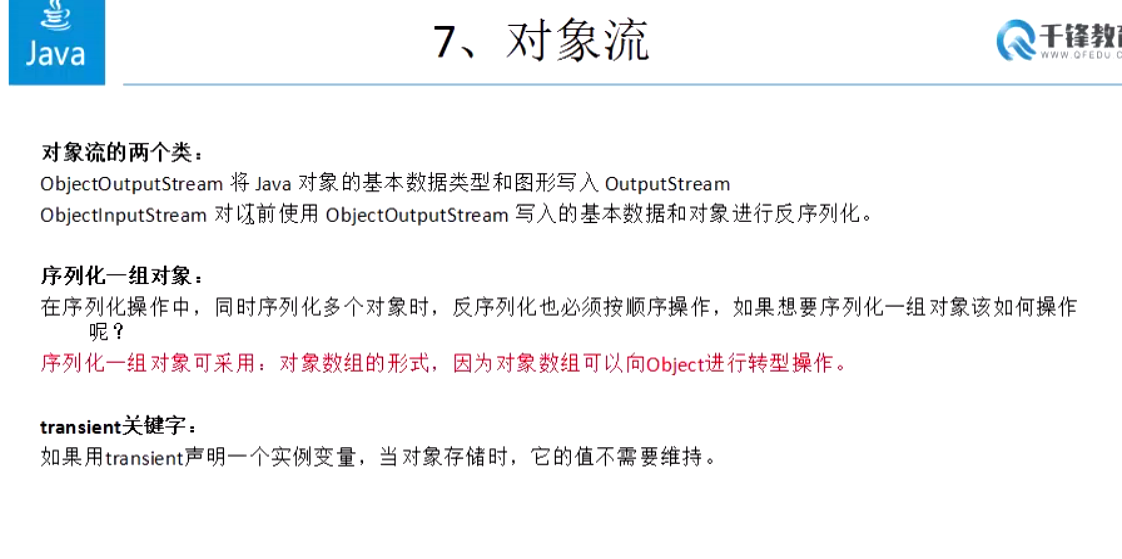 Java
7、对象流
千锋教育
WWW.QFEDU.C
对象流的两个类：
ObjectOutputStream 将 Java 对象的基本数据类型和图形写入 OutputStream
ObjectInputStream 对以前使用 ObjectOutputStream 写入的基本数据和对象进行反序列化。
序列化一组对象：
在序列化操作中，同时序列化多个对象时，反序列化也必须按顺序操作，如果想要序列化一组对象该如何操作
呢？
序列化一组对象可采用：对象数组的形式，因为对象数组可以向Object进行转型操作。
transient关键字：
如果用transient声明一个实例变量，当对象存储时，它的值不需要维持。